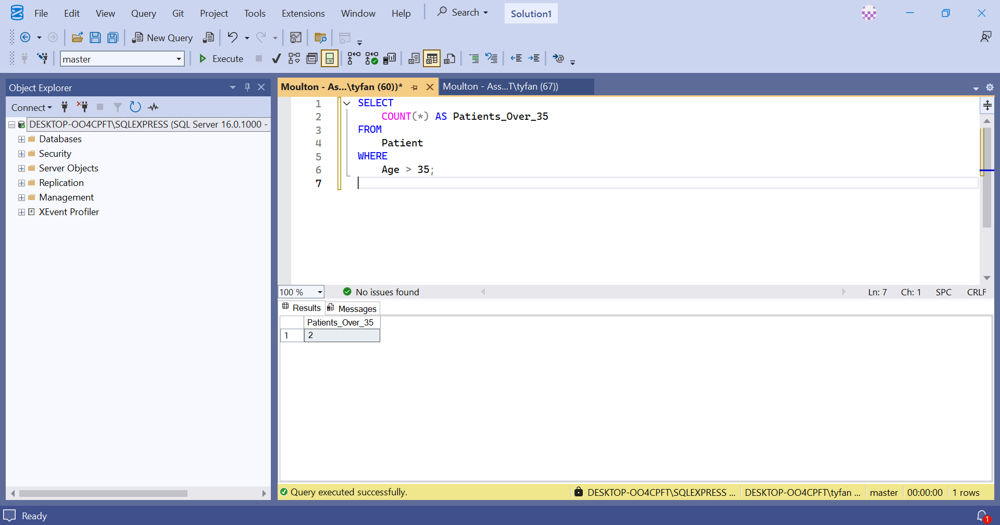 File Edit View Query Git Project Tools Extensions Window Help Search Solution1
New Query
master Execute
Object Explorer
Connect
DESKTOP-OO4CPFT\SQLEXPRESS (SQL Server 16.0.1000 -
Databases
Security
Server Objects
Replication
Management
XEvent Profiler
Moulton - As...\tyfan (60))* Moulton - Ass...T\tyfan (67))
1 SELECT
2 COUNT(*) AS Patients_Over_35
3 FROM
4 Patient
5 WHERE
6 Age > 35;
7
100 % No issues found Ln: 7 Ch: 1 SPC CRLF
Results Messages
Patients_Over_35
1 2
Query executed successfully. DESKTOP-OO4CPFT\SQLEXPRESS ... DESKTOP-OO4CPFT\tyfan ... master 00:00:00 1 rows
Ready 1